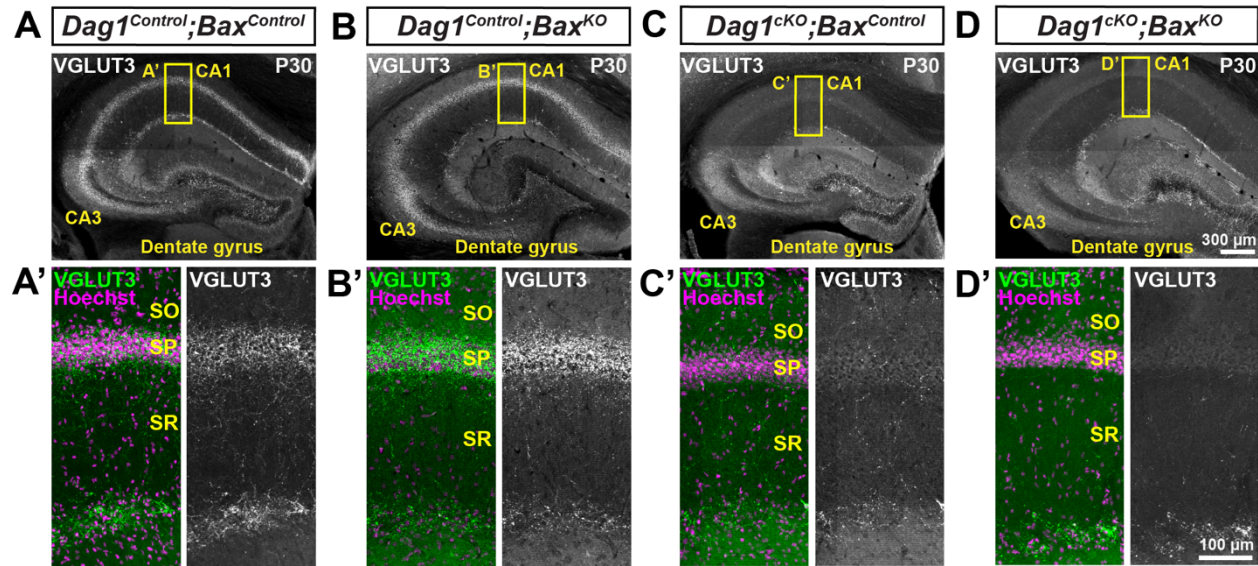 A Dag1Control;BaxControl
B Dag1Control;BaxKO
C Dag1cKO;BaxControl
D Dag1cKO;BaxKO
VGLUT3 A' CA1 P30
CA3
Dentate gyrus
VGLUT3 B' CA1 P30
CA3
Dentate gyrus
VGLUT3 C' CA1 P30
CA3
Dentate gyrus
VGLUT3 D' CA1 P30
CA3
Dentate gyrus
300 µm
A' VGLUT3 VGLUT3
Hoechst
SO
SP
SR
B' VGLUT3 VGLUT3
Hoechst
SO
SP
SR
C' VGLUT3 VGLUT3
Hoechst
SO
SP
SR
D' VGLUT3 VGLUT3
Hoechst
SO
SP
SR
100 µm